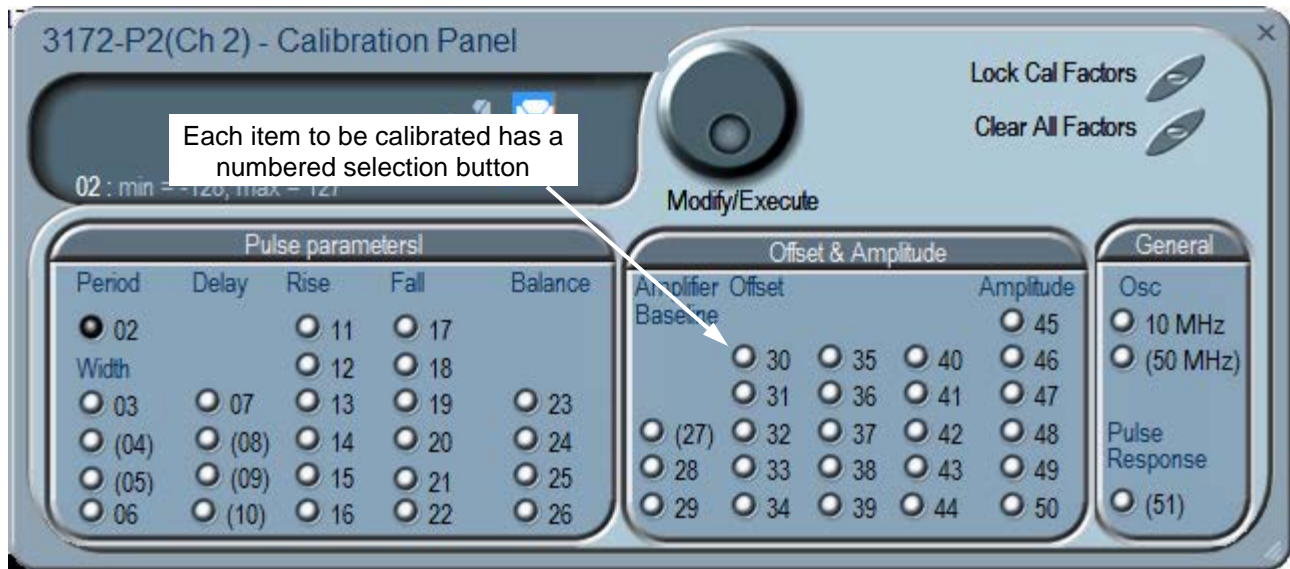 3172-P2(Ch 2) - Calibration Panel
Lock Cal Factors
Clear All Factors
Each item to be calibrated has a
numbered selection button
02 : min = -128, max = 127
Modify/Execute
Pulse parametersl
Period Delay Rise Fall Balance
02 11 17
Width 12 18
03 07 13 19 23
(04) (08) 14 20 24
(05) (09) 15 21 25
06 (10) 16 22 26
Offset & Amplitude
Amplifier Offset Amplitude
Baseline 45
30 35 40 46
31 36 41 47
(27) 32 37 42 48
28 33 38 43 49
29 34 39 44 50
General
Osc
10 MHz
(50 MHz)
Pulse
Response
(51)